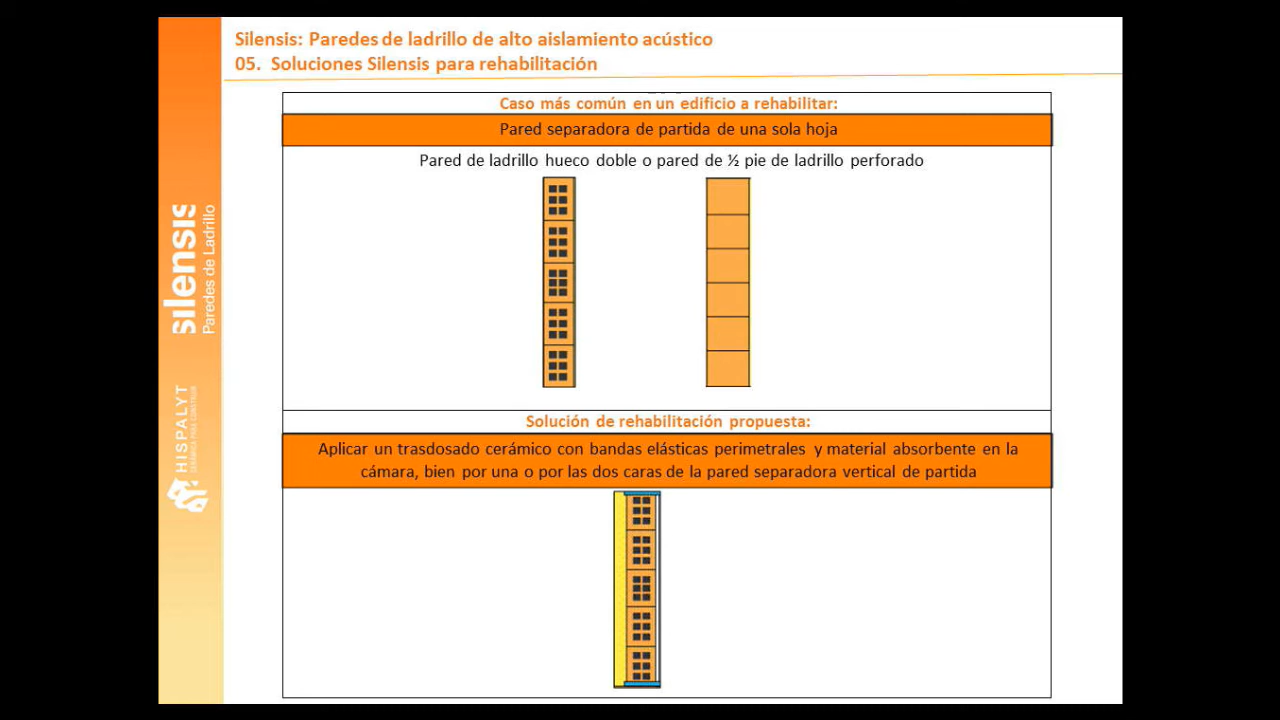 Silensis: Paredes de ladrillo de alto aislamiento acústico
05. Soluciones Silensis para rehabilitación
Caso más común en un edificio a rehabilitar:
Pared separadora de partida de una sola hoja
Pared de ladrillo hueco doble o pared de ½ pie de ladrillo perforado
Solución de rehabilitación propuesta:
Aplicar un trasdosado cerámico con bandas elásticas perimetrales y material absorbente en la
cámara, bien por una o por las dos caras de la pared separadora vertical de partida
silensis
Paredes de Ladrillo
HISPALYT
CERÁMICA PARA CONSTRUIR